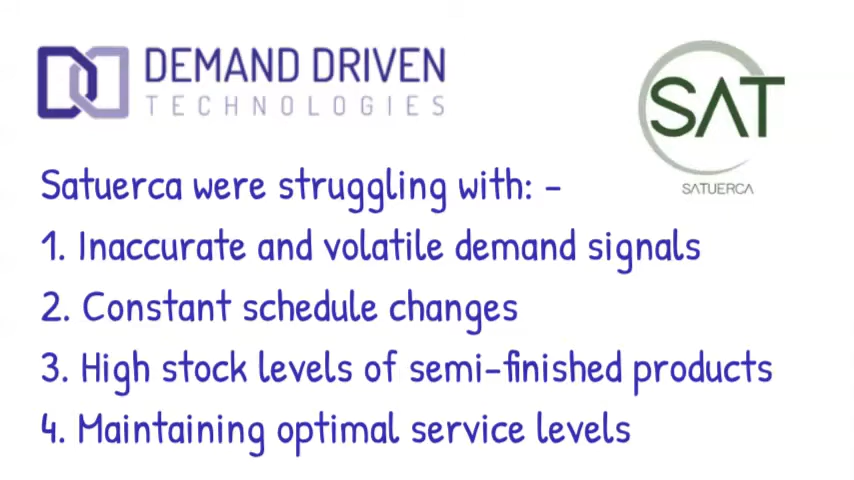 DEMAND DRIVEN
TECHNOLOGIES
SAT
SATUERCA
Satuerca were struggling with: -
1. Inaccurate and volatile demand signals
2. Constant schedule changes
3. High stock levels of semi-finished products
4. Maintaining optimal service levels